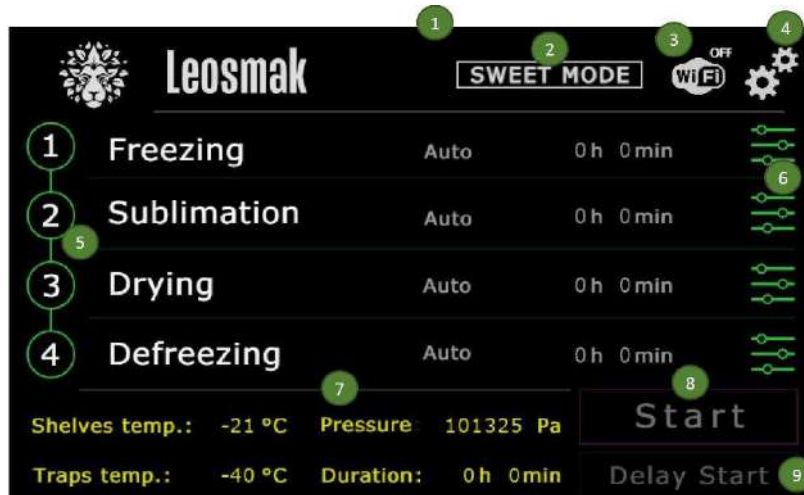 1
2
3
4
Leosmak
SWEET MODE
WiFi
OFF
1 Freezing Auto 0h 0min
6
2 Sublimation Auto 0h 0min
5
3 Drying Auto 0h 0min
4 Defreezing Auto 0h 0min
7
8
Shelves temp.: -21 °C Pressure 101325 Pa
Start
Traps temp.: -40 °C Duration: 0h 0min
Delay Start 9